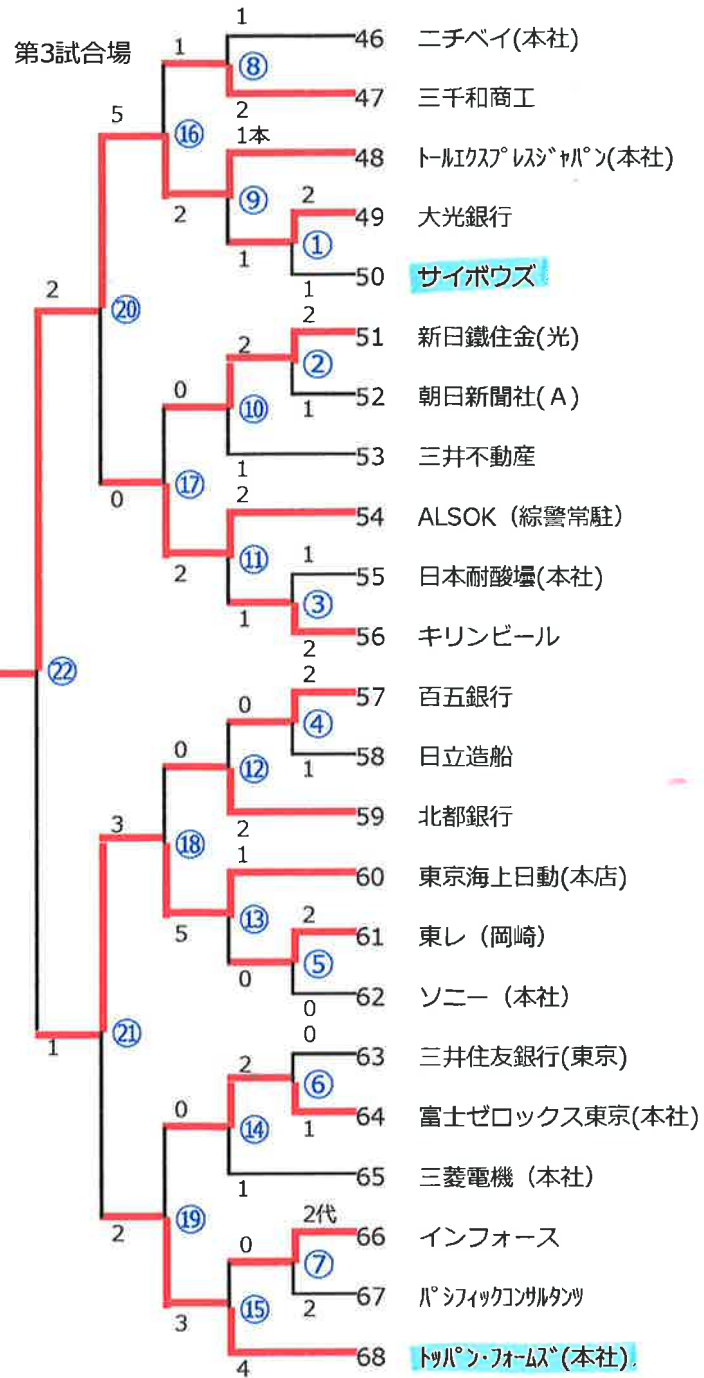 第3試合場
1
46 ニチベイ(本社)
1
⑧
47 三千和商工
2
5
⑯
1本
48 トールエクスプレスジャパン(本社)
⑨
2
2
49 大光銀行
①
1
50 サイボウズ
1
2
⑳
2
51 新日鐵住金(光)
2
②
0
⑩
52 朝日新聞社(A)
1
53 三井不動産
1
⑰
0
2
54 ALSOK（綜警常駐）
⑪
2
1
55 日本耐酸壜(本社)
③
1
56 キリンビール
2
㉒
2
57 百五銀行
0
④
0
⑫
58 日立造船
1
59 北都銀行
2
3
⑱
1
60 東京海上日動(本店)
⑬
5
2
61 東レ（岡崎）
⑤
0
62 ソニー（本社）
0
1
㉑
0
63 三井住友銀行(東京)
2
⑥
0
⑭
64 富士ゼロックス東京(本社)
1
65 三菱電機（本社）
1
2
⑲
2代
66 インフォース
0
⑦
67 パシフィックコンサルタンツ
2
3
⑮
68 トッパン・フォームズ(本社)
4